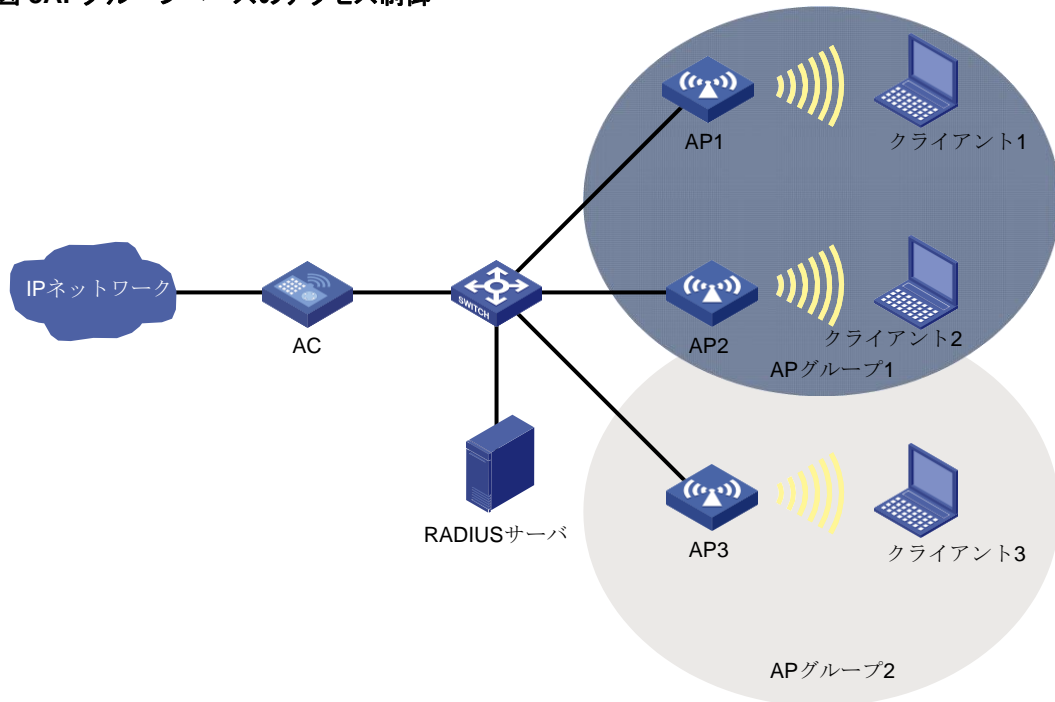 AP1
クライアント1
IPネットワーク
SWITCH
AC
AP2
クライアント2
APグループ1
RADIUSサーバ
AP3
クライアント3
APグループ2